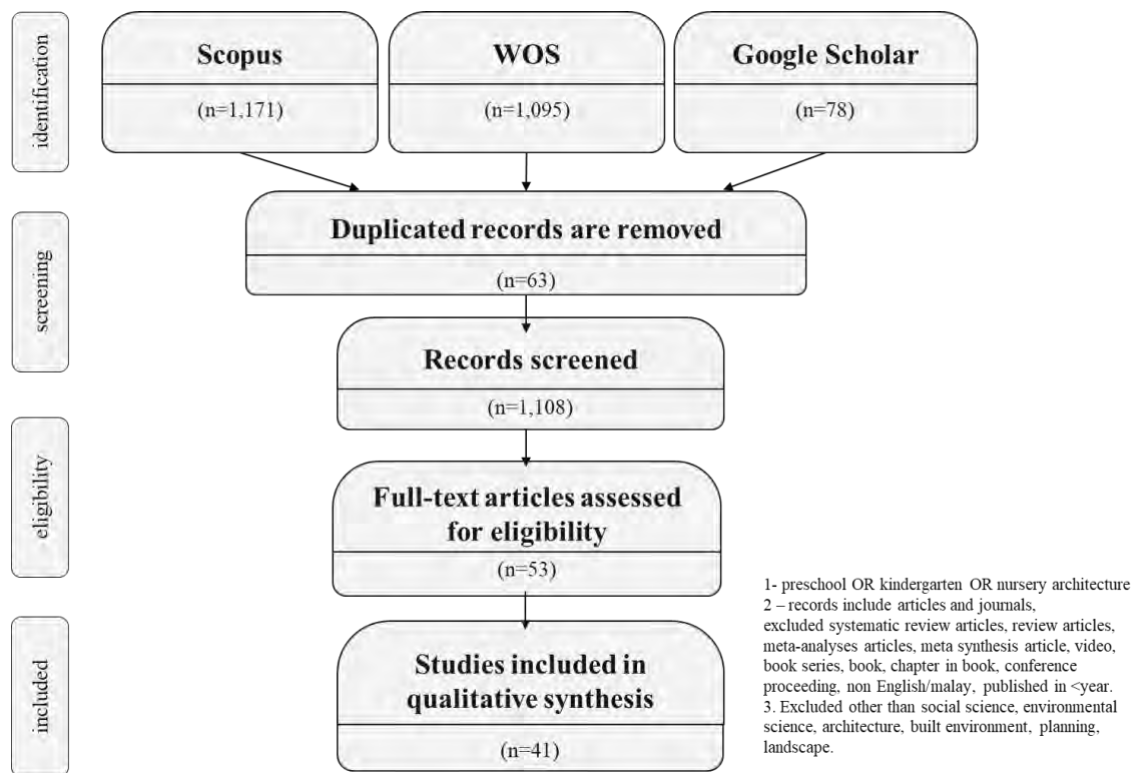 identification
Scopus
(n=1,171)
WOS
(n=1,095)
Google Scholar
(n=78)
screening
Duplicated records are removed
(n=63)
Records screened
(n=1,108)
eligibility
Full-text articles assessed
for eligibility
(n=53)
included
Studies included in
qualitative synthesis
(n=41)
1- preschool OR kindergarten OR nursery architecture
2 – records include articles and journals,
excluded systematic review articles, review articles,
meta-analyses articles, meta synthesis article, video,
book series, book, chapter in book, conference
proceeding, non English/malay, published in <year.
3. Excluded other than social science, environmental
science, architecture, built environment, planning,
landscape.